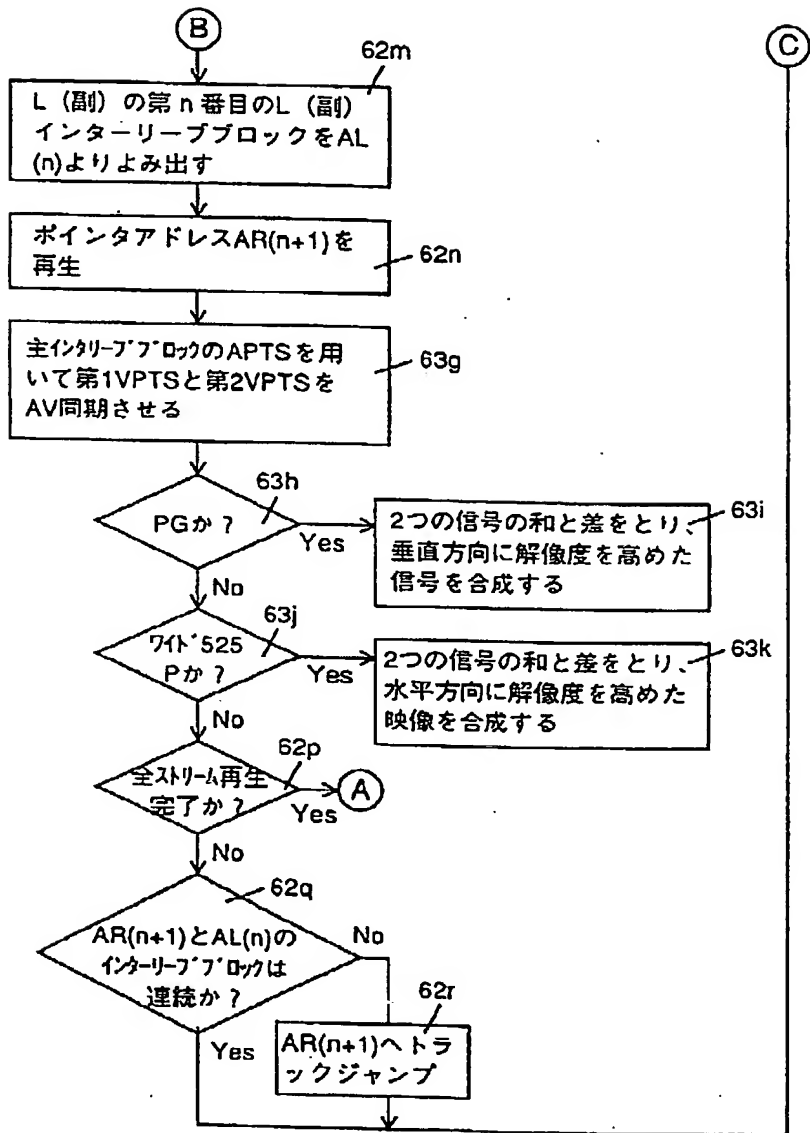 B
C
62m
L（副）の第n番目のL（副）
インターリーブブロックをAL
(n)よりよみ出す
ポインタアドレスAR(n+1)を
再生
62n
主インタリーブブロックのAPTSを用
いて第1VPTSと第2VPTSを
AV同期させる
63g
63h
PGか？
Yes
No
2つの信号の和と差をとり、
垂直方向に解像度を高めた
信号を合成する
63i
63j
ワイド525
Pか？
Yes
No
2つの信号の和と差をとり、
水平方向に解像度を高めた
映像を合成する
63k
62p
全ストリーム再生
完了か？
Yes
A
No
62q
AR(n+1)とAL(n)の
インターリーブブロックは
連続か？
No
Yes
62r
AR(n+1)へトラ
ックジャンプ